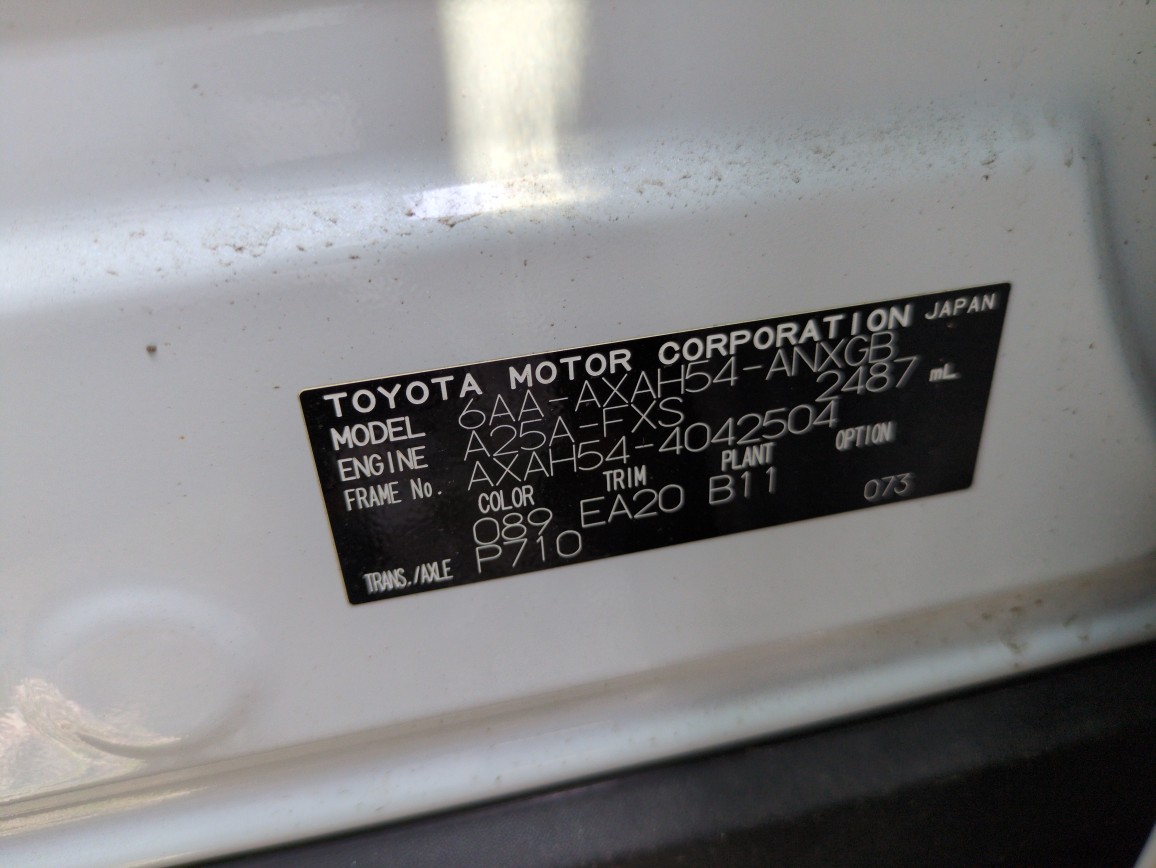 TOYOTA MOTOR CORPORATION JAPAN
MODEL 6AA-AXAH54-ANXGB
ENGINE A25A-FXS 2487 mL
FRAME No. AXAH54-4042504
COLOR TRIM PLANT OPTION
089 EA20 B11 073
TRANS./AXLE P710